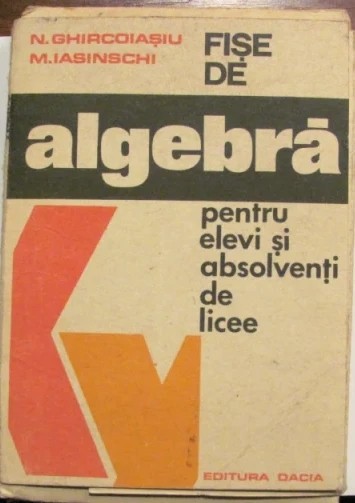 N. GHIRCOIAȘIU
M. IASINSCHI
FIȘE
DE
algebră
pentru
elevi și
absolvenți
de
licee
EDITURA DACIA